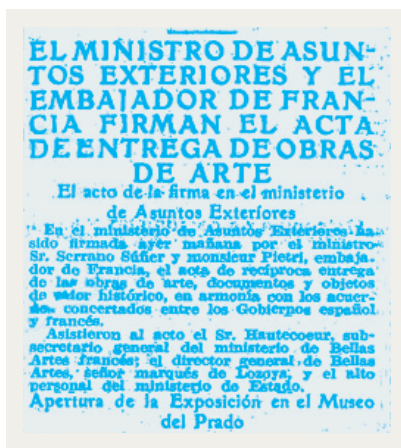 EL MINISTRO DE ASUN-
TOS EXTERIORES Y EL
EMBAJADOR DE FRAN-
CIA FIRMAN EL ACTA
DE ENTREGA DE OBRAS
DE ARTE
El acto de la firma en el ministerio
de Asuntos Exteriores
En el ministerio de Asuntos Exteriores ha
sido firmada ayer mañana por el ministro
Sr. Serrano Súñer y monsieur Pietri, embaja-
dor de Francia, el acta de recíproca entrega
de las obras de arte, documentos y objetos
de valor histórico, en armonía con los acuer-
dos concertados entre los Gobiernos español
y francés.
Asistieron al acto el Sr. Hautecoeur, sub-
secretario general del ministerio de Bellas
Artes francés; el director general de Bellas
Artes, señor marqués de Lozoya, y el alto
personal del ministerio de Estado.
Apertura de la Exposición en el Museo
del Prado